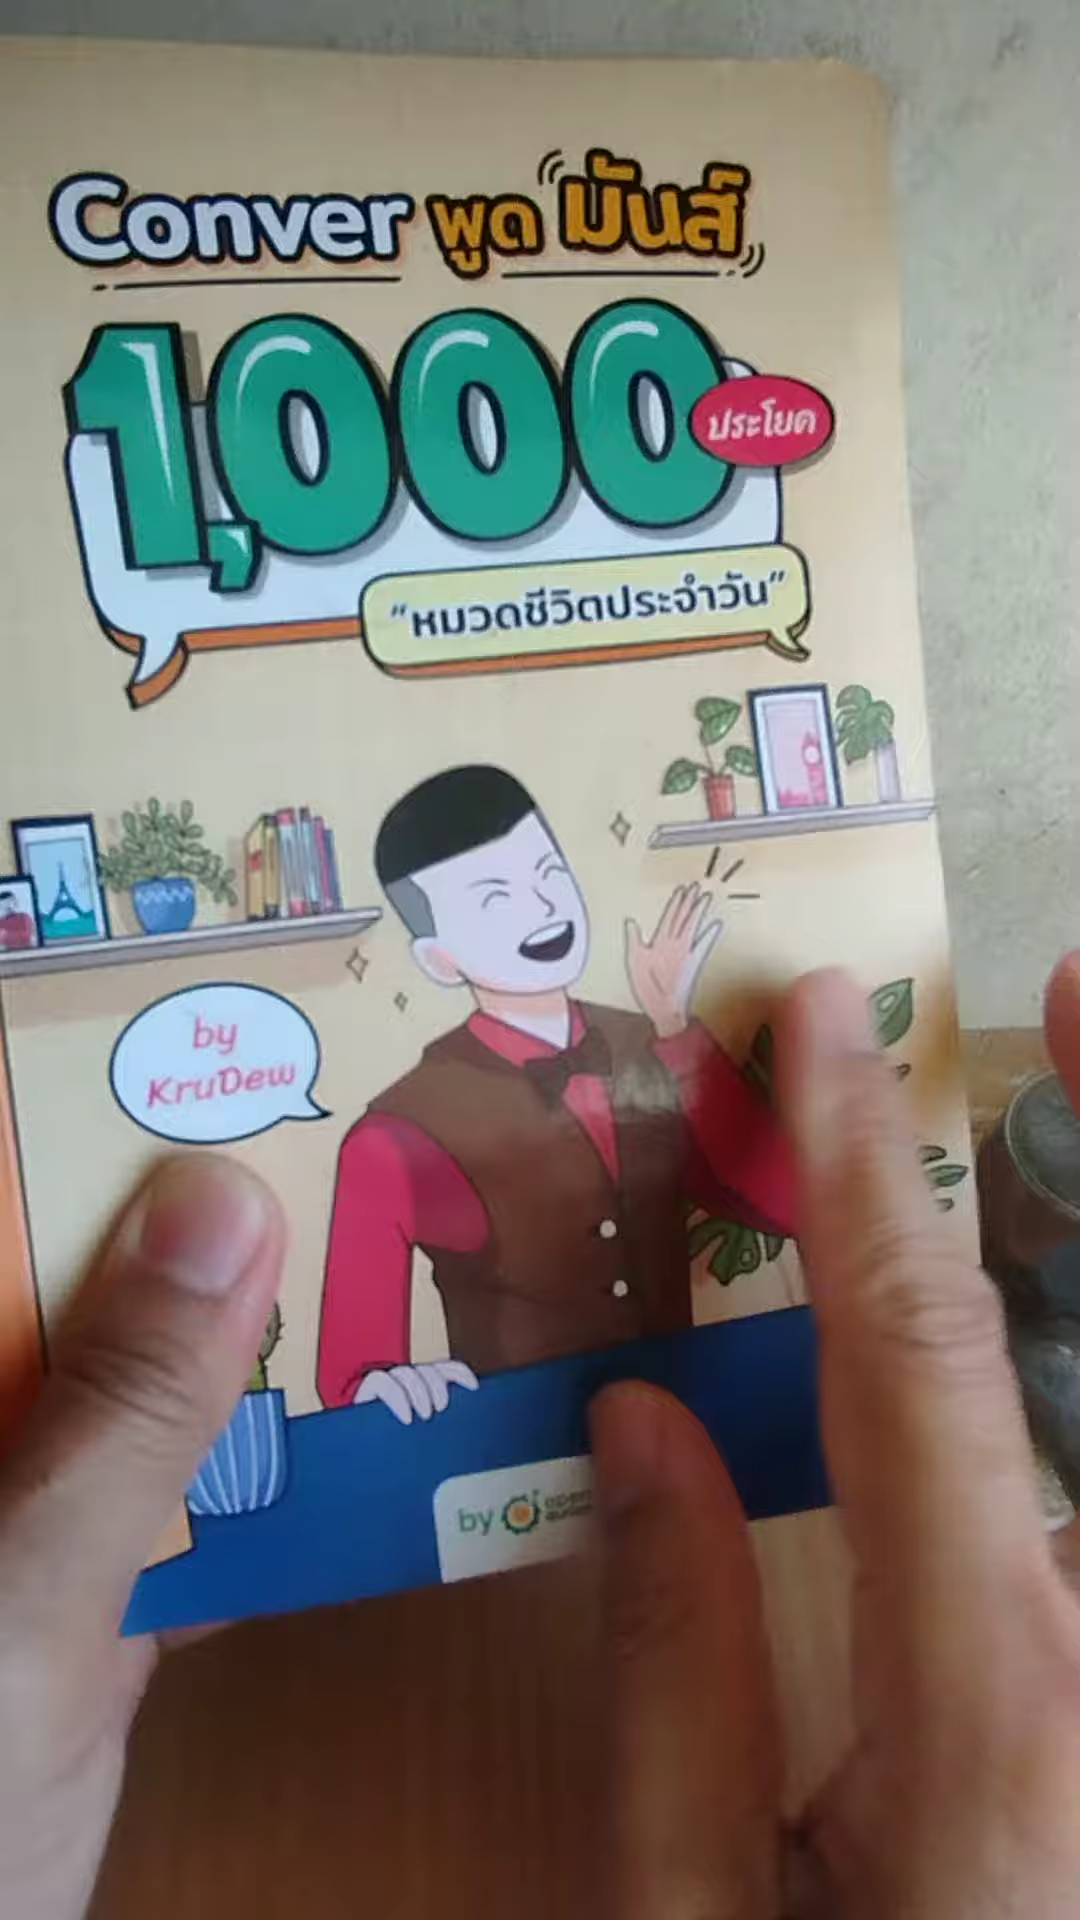 Conver พูด มันส์
1,000
ประโยค
"หมวดชีวิตประจำวัน"
by
KruDew
by